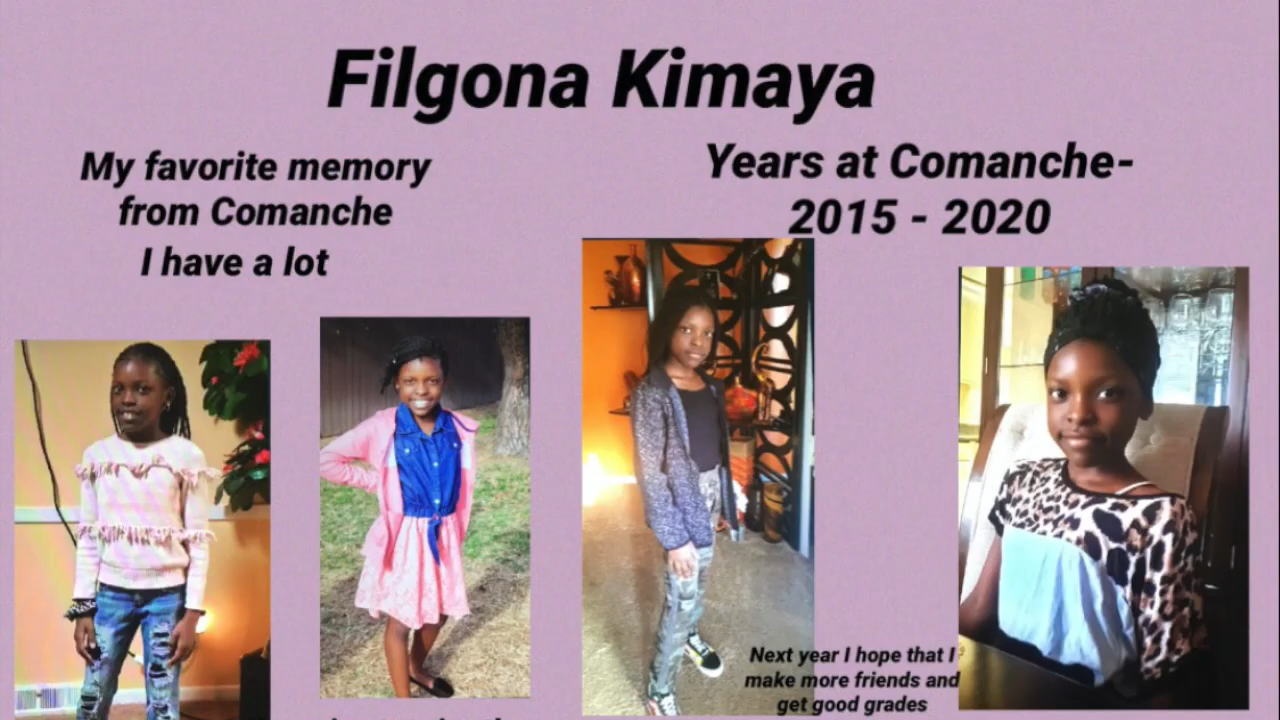 Filgona Kimaya
My favorite memory
from Comanche
I have a lot
Years at Comanche-
2015 - 2020
Next year I hope that I
make more friends and
get good grades